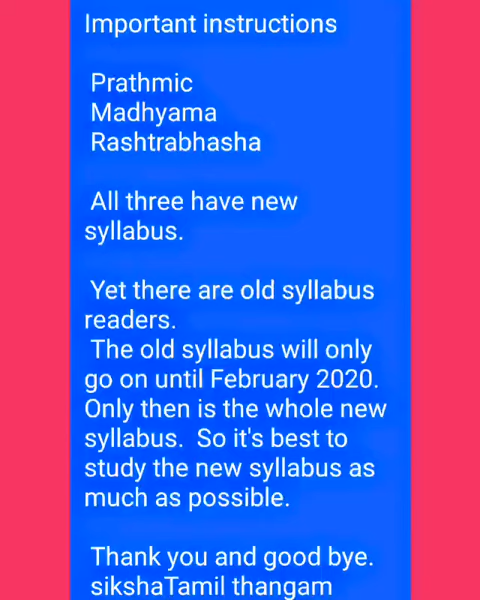 Important instructions
Prathmic
Madhyama
Rashtrabhasha
All three have new
syllabus.
Yet there are old syllabus
readers.
The old syllabus will only
go on until February 2020.
Only then is the whole new
syllabus.  So it's best to
study the new syllabus as
much as possible.
Thank you and good bye.
sikshaTamil thangam